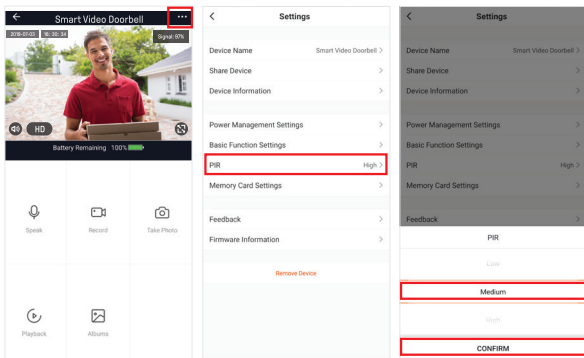 Smart Video Doorbell
2019-07-03 16:30:34
Signal: 97%
HD
Battery Remaining 100%
Speak
Record
Take Photo
Playback
Albums
Settings
Device Name Smart Video Doorbell
Share Device
Device Information
Power Management Settings
Basic Function Settings
PIR High
Memory Card Settings
Feedback
Firmware Information
Remove Device
Settings
Device Name Smart Video Doorbell
Share Device
Device Information
Power Management Settings
Basic Function Settings
PIR High
Memory Card Settings
Feedback
PIR
Low
Medium
High
CONFIRM